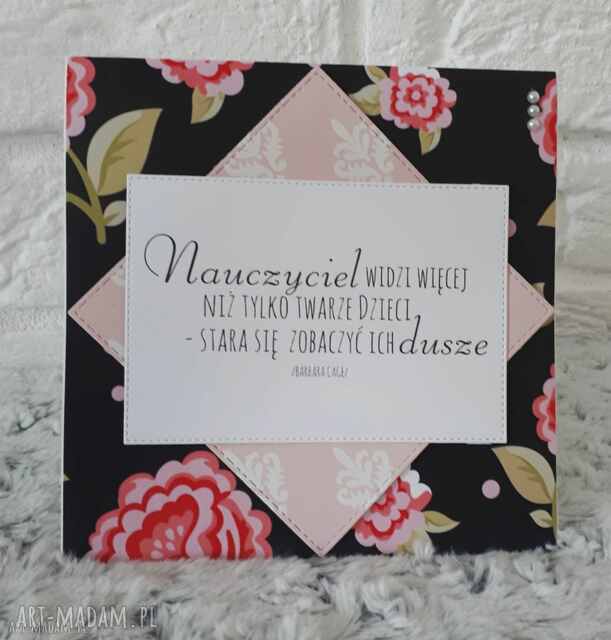 Nauczyciel WIDZI WIĘCEJ
NIŻ TYLKO TWARZE DZIECI
- STARA SIĘ ZOBACZYĆ ICH dusze
/BARBARA CAGE/
ART-MADAM.PL